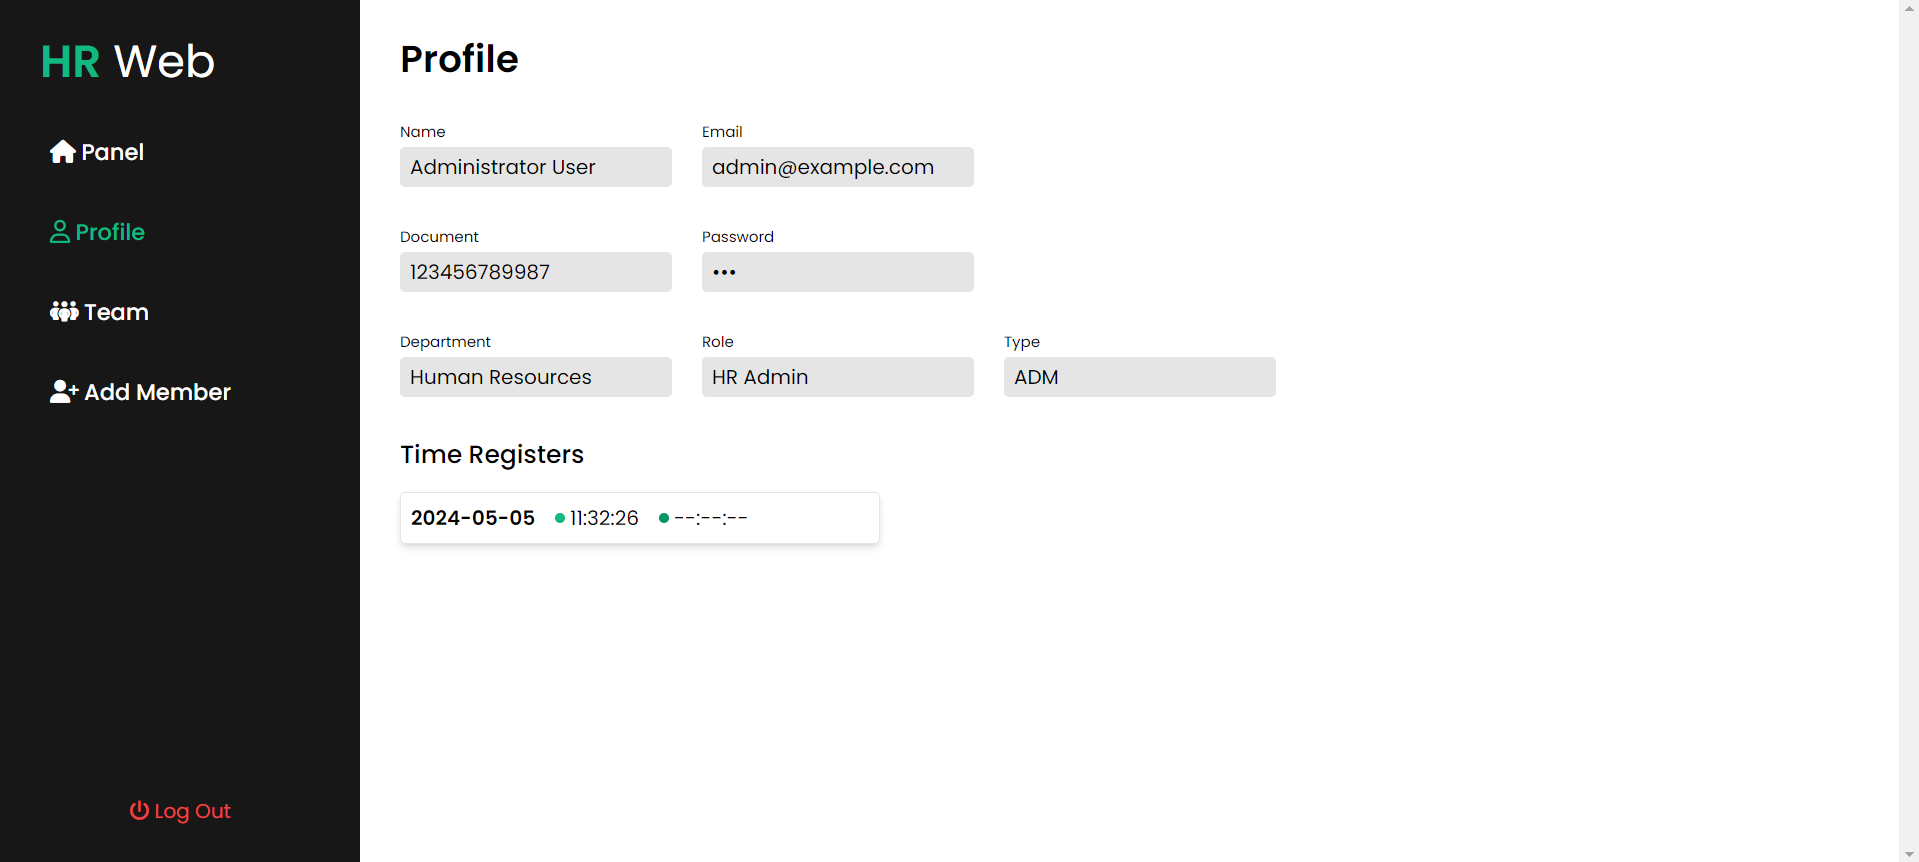 HR Web
Panel
Profile
Team
Add Member
Log Out
Profile
Name Email
Administrator User admin@example.com
Document Password
123456789987 •••
Department Role Type
Human Resources HR Admin ADM
Time Registers
2024-05-05 11:32:26 --:--:--